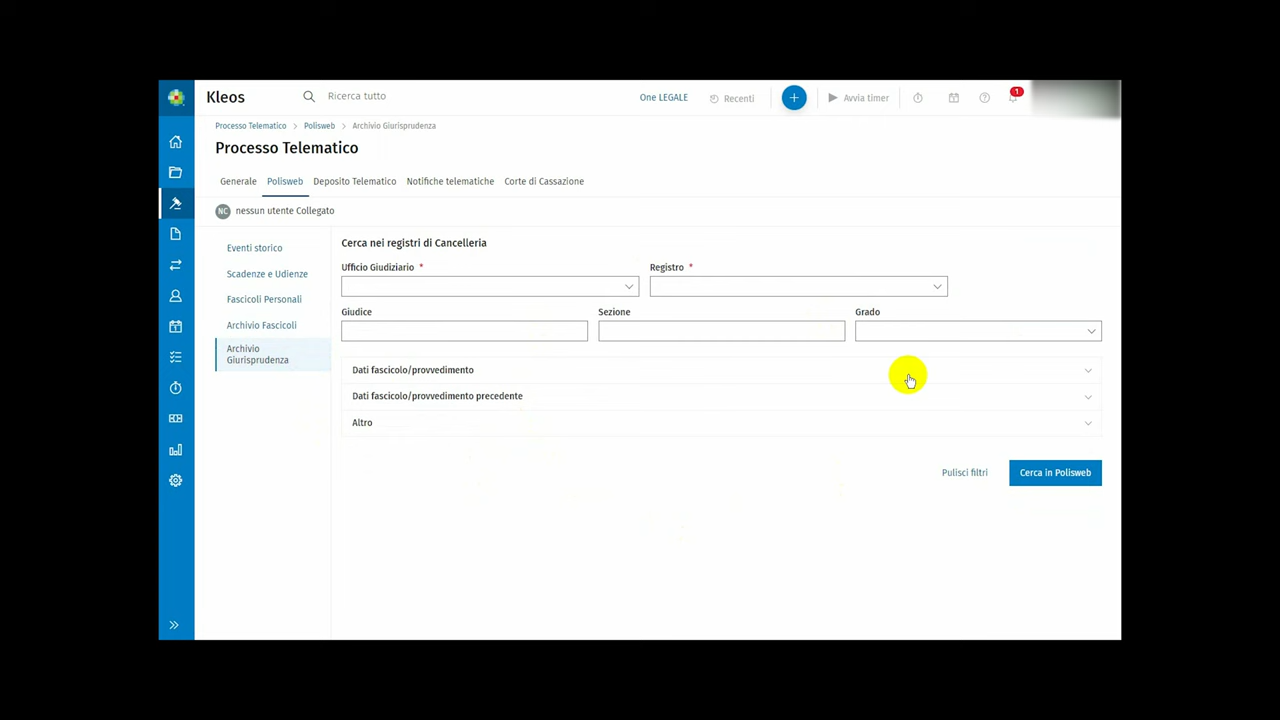 Kleos
Ricerca tutto
One LEGALE
Recenti
+
Avvia timer
1
Processo Telematico > Polisweb > Archivio Giurisprudenza
Processo Telematico
Generale
Polisweb
Deposito Telematico
Notifiche telematiche
Corte di Cassazione
NC nessun utente Collegato
Eventi storico
Scadenze e Udienze
Fascicoli Personali
Archivio Fascicoli
Archivio
Giurisprudenza
Cerca nei registri di Cancelleria
Ufficio Giudiziario *
Registro *
Giudice
Sezione
Grado
Dati fascicolo/provvedimento
Dati fascicolo/provvedimento precedente
Altro
Pulisci filtri
Cerca in Polisweb